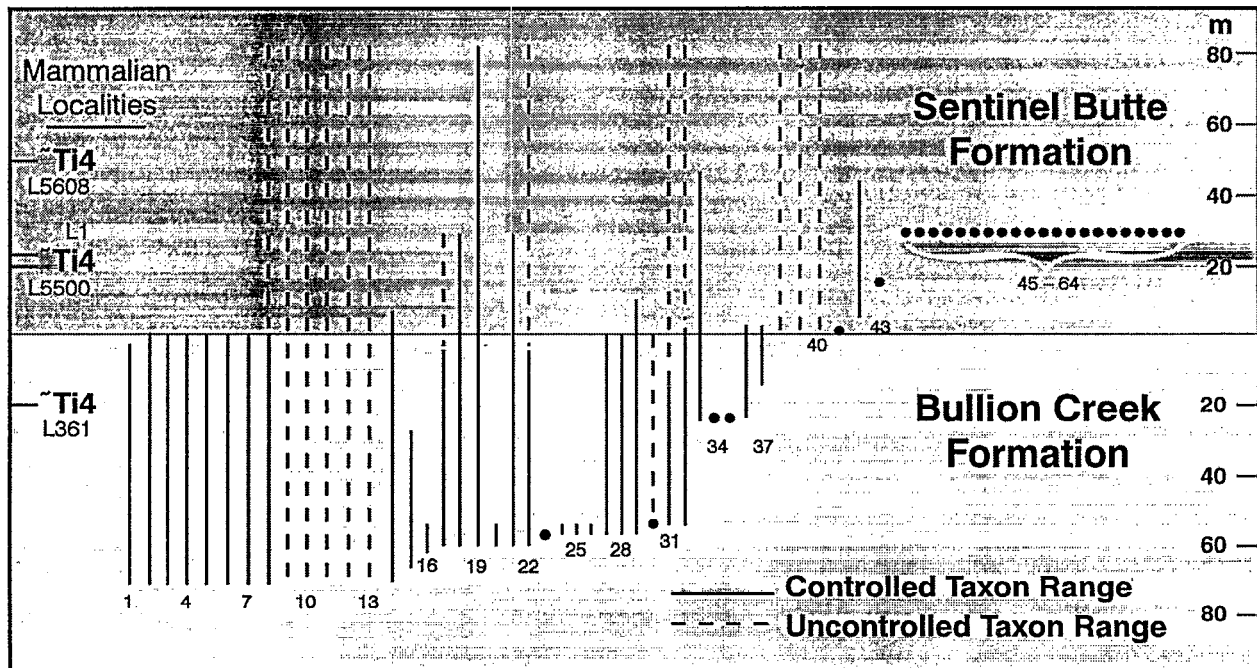 m
80
Mammalian
Localities
Sentinel Butte
Formation
60
~Ti4
L5608
40
L1
~Ti4
L5500
20
45–64
43
40
~Ti4
L361
Bullion Creek
Formation
20
34
37
40
16
19
22
25
28
31
60
1
4
7
10
13
Controlled Taxon Range
Uncontrolled Taxon Range
80